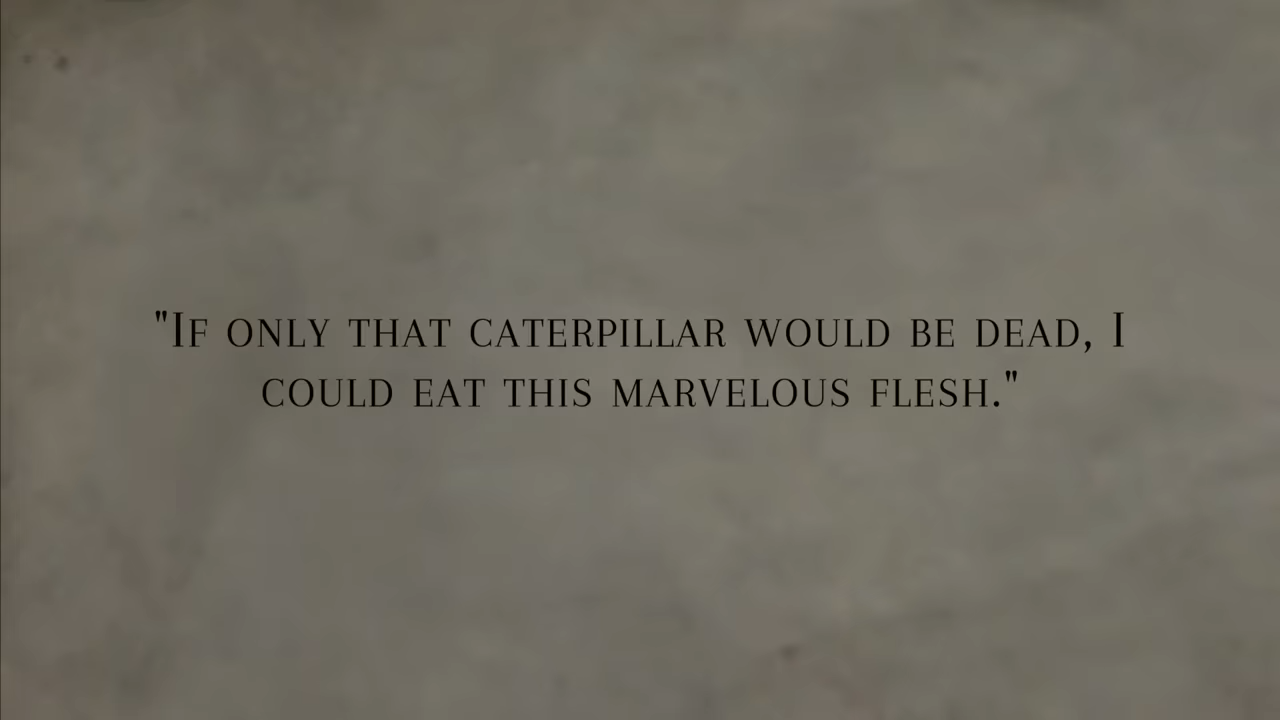 "If only that caterpillar would be dead, I
could eat this marvelous flesh."